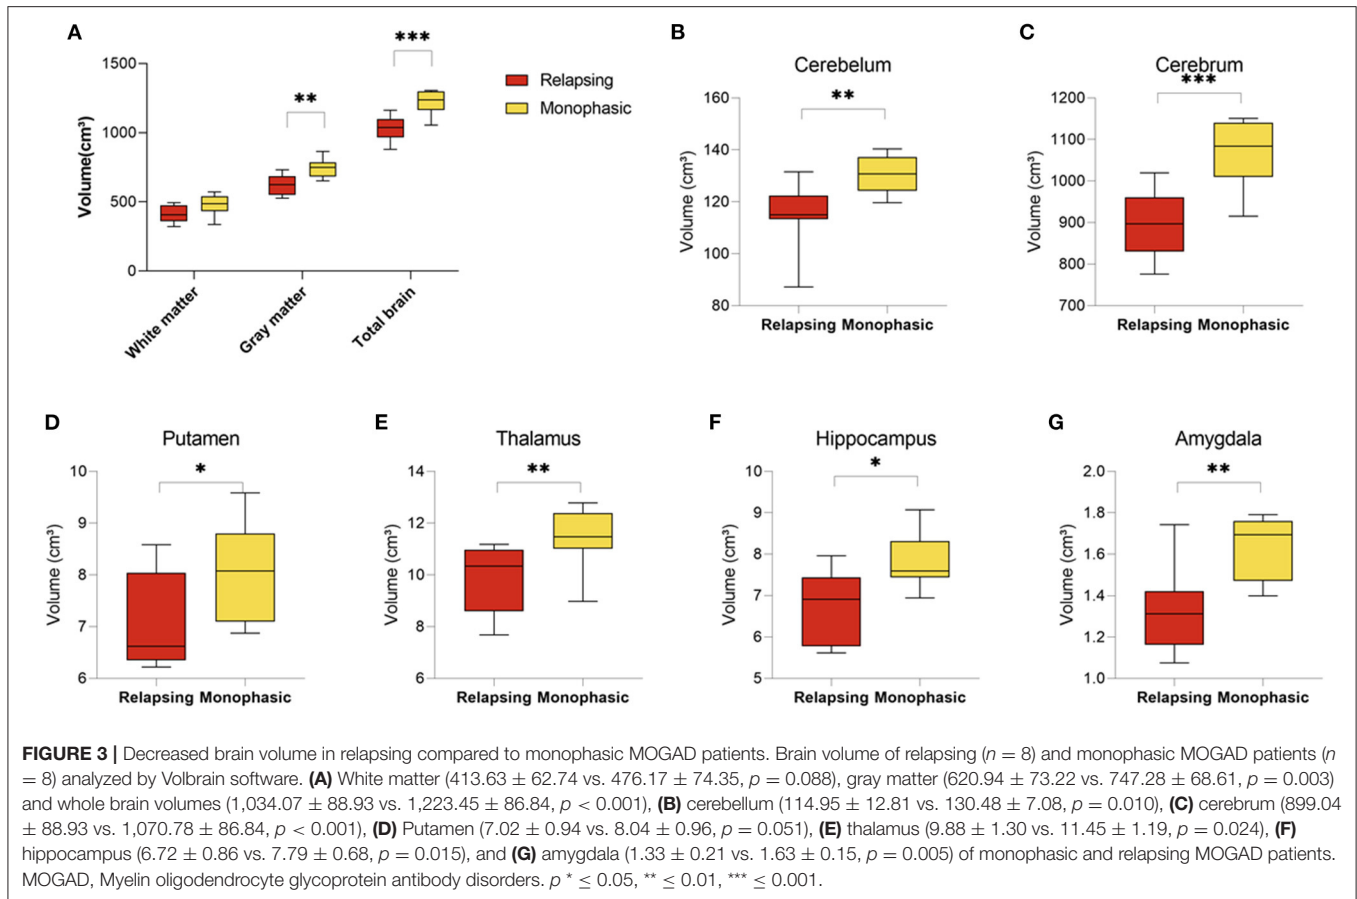 A
***
1500
**
Relapsing
Monophasic
1000
Volume(cm³)
500
0
White matter
Gray matter
Total brain
B
Cerebelum
160
**
140
120
100
80
Volume (cm³)
Relapsing Monophasic
C
Cerebrum
***
1200
1100
1000
900
800
700
Volume (cm³)
Relapsing Monophasic
D
Putamen
10
*
9
8
7
6
Volume (cm³)
Relapsing Monophasic
E
Thalamus
14
**
12
10
8
6
Volume (cm³)
Relapsing Monophasic
F
Hippocampus
10
*
9
8
7
6
5
Volume (cm³)
Relapsing Monophasic
G
Amygdala
2.0
**
1.8
1.6
1.4
1.2
1.0
Volume (cm³)
Relapsing Monophasic
FIGURE 3 | Decreased brain volume in relapsing compared to monophasic MOGAD patients. Brain volume of relapsing (n = 8) and monophasic MOGAD patients (n
= 8) analyzed by Volbrain software. (A) White matter (413.63 ± 62.74 vs. 476.17 ± 74.35, p = 0.088), gray matter (620.94 ± 73.22 vs. 747.28 ± 68.61, p = 0.003)
and whole brain volumes (1,034.07 ± 88.93 vs. 1,223.45 ± 86.84, p < 0.001), (B) cerebellum (114.95 ± 12.81 vs. 130.48 ± 7.08, p = 0.010), (C) cerebrum (899.04
± 88.93 vs. 1,070.78 ± 86.84, p < 0.001), (D) Putamen (7.02 ± 0.94 vs. 8.04 ± 0.96, p = 0.051), (E) thalamus (9.88 ± 1.30 vs. 11.45 ± 1.19, p = 0.024), (F)
hippocampus (6.72 ± 0.86 vs. 7.79 ± 0.68, p = 0.015), and (G) amygdala (1.33 ± 0.21 vs. 1.63 ± 0.15, p = 0.005) of monophasic and relapsing MOGAD patients.
MOGAD, Myelin oligodendrocyte glycoprotein antibody disorders. p * ≤ 0.05, ** ≤ 0.01, *** ≤ 0.001.